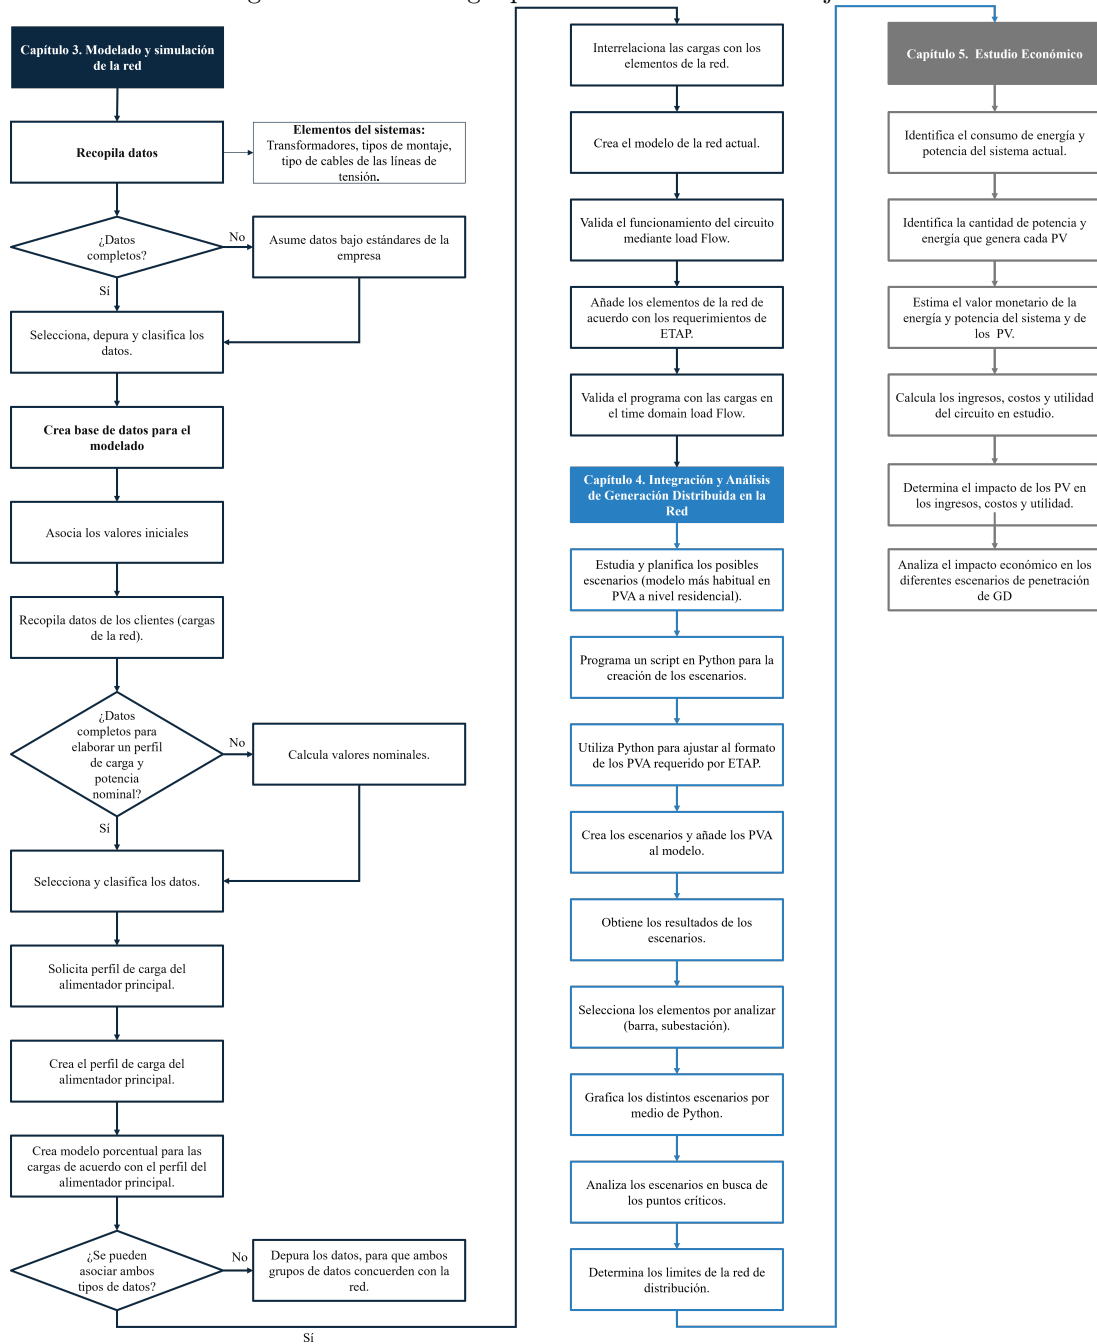 Capítulo 3. Modelado y simulación
de la red
Recopila datos
Elementos del sistemas:
Transformadores, tipos de montaje,
tipo de cables de las líneas de
tensión.
¿Datos
completos?
No
Asume datos bajo estándares de la
empresa
Sí
Selecciona, depura y clasifica los
datos.
Crea base de datos para el
modelado
Asocia los valores iniciales
Recopila datos de los clientes (cargas
de la red).
¿Datos
completos para
elaborar un perfil
de carga y
potencia
nominal?
No
Calcula valores nominales.
Sí
Selecciona y clasifica los datos.
Solicita perfil de carga del
alimentador principal.
Crea el perfil de carga del
alimentador principal.
Crea modelo porcentual para las
cargas de acuerdo con el perfil del
alimentador principal.
¿Se pueden
asociar ambos
tipos de datos?
No
Depura los datos, para que ambos
grupos de datos concuerden con la
red.
Sí
Interrelaciona las cargas con los
elementos de la red.
Crea el modelo de la red actual.
Valida el funcionamiento del circuito
mediante load Flow.
Añade los elementos de la red de
acuerdo con los requerimientos de
ETAP.
Valida el programa con las cargas en
el time domain load Flow.
Capítulo 4. Integración y Análisis
de Generación Distribuida en la
Red
Estudia y planifica los posibles
escenarios (modelo más habitual en
PVA a nivel residencial).
Programa un script en Python para la
creación de los escenarios.
Utiliza Python para ajustar al formato
de los PVA requerido por ETAP.
Crea los escenarios y añade los PVA
al modelo.
Obtiene los resultados de los
escenarios.
Selecciona los elementos por analizar
(barra, subestación).
Grafica los distintos escenarios por
medio de Python.
Analiza los escenarios en busca de
los puntos críticos.
Determina los limites de la red de
distribución.
Capítulo 5. Estudio Económico
Identifica el consumo de energía y
potencia del sistema actual.
Identifica la cantidad de potencia y
energía que genera cada PV
Estima el valor monetario de la
energía y potencia del sistema y de
los PV.
Calcula los ingresos, costos y utilidad
del circuito en estudio.
Determina el impacto de los PV en
los ingresos, costos y utilidad.
Analiza el impacto económico en los
diferentes escenarios de penetración
de GD